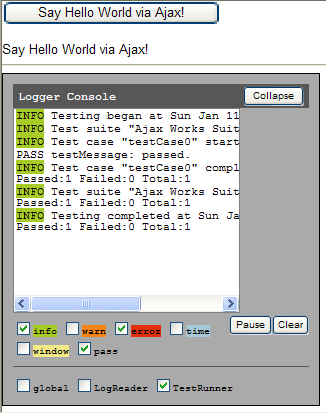 Say Hello World via Ajax!
Say Hello World via Ajax!
Logger Console
Collapse
INFO Testing began at Sun Jan 11
INFO Test suite "Ajax Works Suit
INFO Test case "testCase0" start
PASS testMessage: passed.
INFO Test case "testCase0" compl
Passed:1 Failed:0 Total:1
INFO Test suite "Ajax Works Suit
Passed:1 Failed:0 Total:1
INFO Testing completed at Sun Ja
Passed:1 Failed:0 Total:1
info warn error time Pause Clear
window pass
global LogReader TestRunner